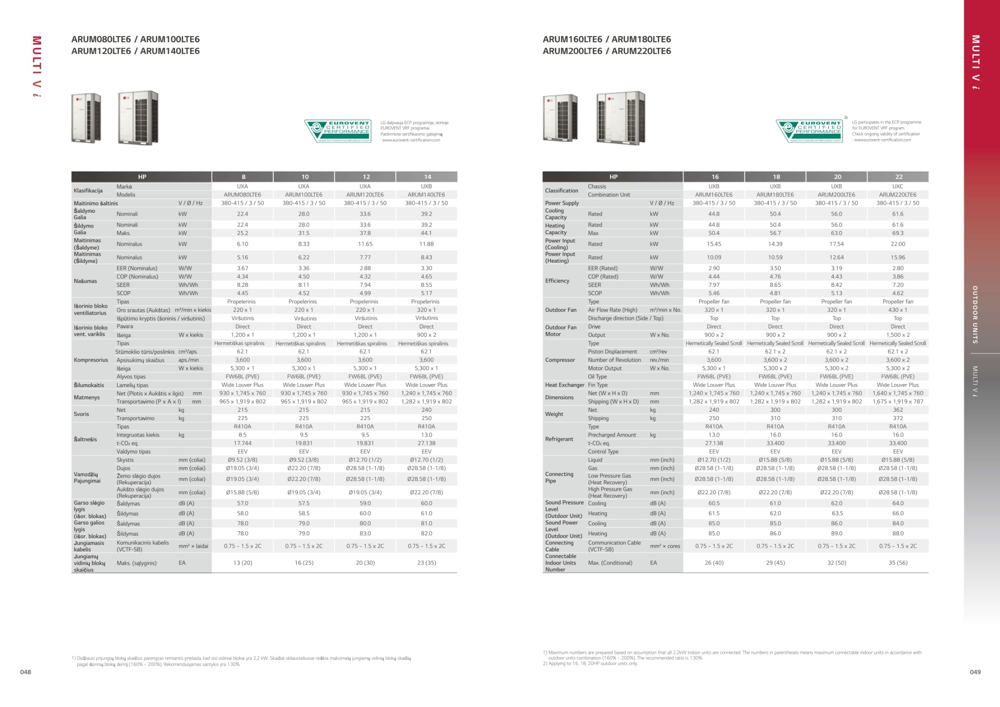 MULTI V i
ARUM080LTE6 / ARUM100LTE6
ARUM120LTE6 / ARUM140LTE6
EUROVENT
CERTIFIED
PERFORMANCE
www.eurovent-certification.com
LG dalyvauja ECP programoje, skirtoje
EUROVENT VRF programai.
Patikrinkite sertifikavimo galiojimą:
: www.eurovent-certification.com
HP 8 10 12 14
Klasifikacija Markė UXA UXA UXA UXB
Modelis ARUM080LTE6 ARUM100LTE6 ARUM120LTE6 ARUM140LTE6
Maitinimo šaltinis V / Ø / Hz 380-415 / 3 / 50 380-415 / 3 / 50 380-415 / 3 / 50 380-415 / 3 / 50
Šaldymo Galia Nominali kW 22.4 28.0 33.6 39.2
Šildymo Galia Nominali kW 22.4 28.0 33.6 39.2
Maks. kW 25.2 31.5 37.8 44.1
Maitinimas (Šaldyme) Nominalus kW 6.10 8.33 11.65 11.88
Maitinimas (Šildyme) Nominalus kW 5.16 6.22 7.77 8.43
Našumas EER (Nominalus) W/W 3.67 3.36 2.88 3.30
COP (Nominalus) W/W 4.34 4.50 4.32 4.65
SEER Wh/Wh 8.28 8.11 7.94 8.55
SCOP Wh/Wh 4.45 4.52 4.99 5.17
Išorinio bloko ventiliatorius Tipas Propelerinis Propelerinis Propelerinis Propelerinis
Oro srautas (Aukštas) m³/min x kiekis 220 x 1 220 x 1 220 x 1 320 x 1
Išpūtimo kryptis (šoninis / viršutinis) Viršutinis Viršutinis Viršutinis Viršutinis
Išorinio bloko vent. variklis Pavara Direct Direct Direct Direct
Išeiga W x kiekis 1,200 x 1 1,200 x 1 1,200 x 1 900 x 2
Kompresorius Tipas Hermetiškas spiralinis Hermetiškas spiralinis Hermetiškas spiralinis Hermetiškas spiralinis
Stūmoklio tūris/poslinkis cm³/aps. 62.1 62.1 62.1 62.1
Apsisukimų skaičius aps./min 3,600 3,600 3,600 3,600
Išeiga W x kiekis 5,300 × 1 5,300 x 1 5,300 x 1 5,300 x 1
Alyvos tipas FW68L (PVE) FW68L (PVE) FW68L (PVE) FW68L (PVE)
Šilumokaitis Lamelių tipas Wide Louver Plus Wide Louver Plus Wide Louver Plus Wide Louver Plus
Matmenys Net (Plotis x Aukštis x ilgis) mm 930 x 1,745 x 760 930 x 1,745 x 760 930 x 1,745 x 760 1,240 x 1,745 x 760
Transportavimo (P x A x I) mm 965 x 1,919 x 802 965 x 1,919 x 802 965 x 1,919 x 802 1,282 x 1,919 x 802
Svoris Net kg 215 215 215 240
Transportavimo kg 225 225 225 250
Šaltnešis Tipas R410A R410A R410A R410A
Integruotas kiekis kg 8.5 9.5 9.5 13.0
t-CO₂ eq. 17.744 19.831 19.831 27.138
Valdymo tipas EEV EEV EEV EEV
Vamzdžių Pajungimai Skystis mm (coliai) Ø9.52 (3/8) Ø9.52 (3/8) Ø12.70 (1/2) Ø12.70 (1/2)
Dujos mm (coliai) Ø19.05 (3/4) Ø22.20 (7/8) Ø28.58 (1-1/8) Ø28.58 (1-1/8)
Žemo slėgio dujos (Rekuperacija) mm (coliai) Ø19.05 (3/4) Ø22.20 (7/8) Ø28.58 (1-1/8) Ø28.58 (1-1/8)
Aukšto slėgio dujos (Rekuperacija) mm (coliai) Ø15.88 (5/8) Ø19.05 (3/4) Ø19.05 (3/4) Ø22.20 (7/8)
Garso slėgio lygis (išor. blokas) Šaldymas dB (A) 57.0 57.5 59.0 60.0
Šildymas dB (A) 58.0 58.5 60.0 61.0
Garso galios lygis (išor. blokas) Šaldymas dB (A) 78.0 79.0 80.0 81.0
Šildymas dB (A) 78.0 79.0 83.0 82.0
Jungiamasis kabelis Komunikacinis kabelis (VCTF-SB) mm² × laidai 0.75 ~ 1.5 x 2C 0.75 ~ 1.5 x 2C 0.75 ~ 1.5 x 2C 0.75 ~ 1.5 x 2C
Jungiamų vidinių blokų skaičius Maks. (sąlyginis) EA 13 (20) 16 (25) 20 (30) 23 (35)
1) Didžiausi prijungtų blokų skaičius parengtas remiantis prielaida, kad visi vidiniai blokai yra 2,2 kW. Skaičiai skliausteliuose reiškia maksimalų jungiamų vidinių blokų skaičių
pagal išorinių blokų derinį (160% ~ 200%). Rekomenduojamas santykis yra 130%.
048
ARUM160LTE6 / ARUM180LTE6
ARUM200LTE6 / ARUM220LTE6
EUROVENT
CERTIFIED
PERFORMANCE
www.eurovent-certification.com
2)
LG participates in the ECP programme
for EUROVENT VRF program.
Check ongoing validity of certification
: www.eurovent-certification.com
HP 16 18 20 22
Classification Chassis UXB UXB UXB UXC
Combination Unit ARUM160LTE6 ARUM180LTE6 ARUM200LTE6 ARUM220LTE6
Power Supply V / Ø / Hz 380-415 / 3 / 50 380-415 / 3 / 50 380-415 / 3 / 50 380-415 / 3 / 50
Cooling Capacity Rated kW 44.8 50.4 56.0 61.6
Heating Capacity Rated kW 44.8 50.4 56.0 61.6
Max kW 50.4 56.7 63.0 69.3
Power Input (Cooling) Rated kW 15.45 14.39 17.54 22.00
Power Input (Heating) Rated kW 10.09 10.59 12.64 15.96
Efficiency EER (Rated) W/W 2.90 3.50 3.19 2.80
COP (Rated) W/W 4.44 4.76 4.43 3.86
SEER Wh/Wh 7.97 8.65 8.42 7.20
SCOP Wh/Wh 5.46 4.81 5.13 4.62
Outdoor Fan Type Propeller fan Propeller fan Propeller fan Propeller fan
Air Flow Rate (High) m³/min x No. 320 x 1 320 x 1 320 x 1 430 x 1
Discharge direction (Side / Top) Top Top Top Top
Outdoor Fan Motor Drive Direct Direct Direct Direct
Output W x No. 900 x 2 900 x 2 900 x 2 1,500 x 2
Compressor Type Hermetically Sealed Scroll Hermetically Sealed Scroll Hermetically Sealed Scroll Hermetically Sealed Scroll
Piston Displacement cm³/rev 62.1 62.1 x 2 62.1 x 2 62.1 x 2
Number of Revolution rev./min 3,600 3,600 x 2 3,600 x 2 3,600 x 2
Motor Output W x No. 5,300 x 1 5,300 x 2 5,300 x 2 5,300 x 2
Oil Type FW68L (PVE) FW68L (PVE) FW68L (PVE) FW68L (PVE)
Heat Exchanger Fin Type Wide Louver Plus Wide Louver Plus Wide Louver Plus Wide Louver Plus
Dimensions Net (W x H x D) mm 1,240 x 1,745 x 760 1,240 x 1,745 x 760 1,240 x 1,745 x 760 1,640 x 1,745 x 760
Shipping (W x H x D) mm 1,282 x 1,919 x 802 1,282 x 1,919 x 802 1,282 x 1,919 x 802 1,675 x 1,919 x 787
Weight Net kg 240 300 300 362
Shipping kg 250 310 310 372
Refrigerant Type R410A R410A R410A R410A
Precharged Amount kg 13.0 16.0 16.0 16.0
t-CO₂ eq. 27.138 33.400 33.400 33.400
Control Type EEV EEV EEV EEV
Connecting Pipe Liquid mm (inch) Ø12.70 (1/2) Ø15.88 (5/8) Ø15.88 (5/8) Ø15.88 (5/8)
Gas mm (inch) Ø28.58 (1-1/8) Ø28.58 (1-1/8) Ø28.58 (1-1/8) Ø28.58 (1-1/8)
Low Pressure Gas (Heat Recovery) mm (inch) Ø28.58 (1-1/8) Ø28.58 (1-1/8) Ø28.58 (1-1/8) Ø28.58 (1-1/8)
High Pressure Gas (Heat Recovery) mm (inch) Ø22.20 (7/8) Ø22.20 (7/8) Ø22.20 (7/8) Ø28.58 (1-1/8)
Sound Pressure Level (Outdoor Unit) Cooling dB (A) 60.5 61.0 62.0 64.0
Heating dB (A) 61.5 62.0 63.5 66.0
Sound Power Level (Outdoor Unit) Cooling dB (A) 85.0 85.0 86.0 84.0
Heating dB (A) 85.0 86.0 89.0 88.0
Connecting Cable Communication Cable (VCTF-SB) mm² × cores 0.75 ~ 1.5 x 2C 0.75 ~ 1.5 x 2C 0.75 ~ 1.5 x 2C 0.75 ~ 1.5 x 2C
Connectable Indoor Units Number Max. (Conditional) EA 26 (40) 29 (45) 32 (50) 35 (56)
1) Maximum numbers are prepared based on assumption that all 2.2kW indoor units are connected. The numbers in parentheses means maximum connectable indoor units in accordance with
outdoor units combination (160% ~ 200%). The recommended ratio is 130%.
2) Applying to 16, 18, 20HP outdoor units only.
MULTI V i
OUTDOOR UNITS
MULTI V i
049